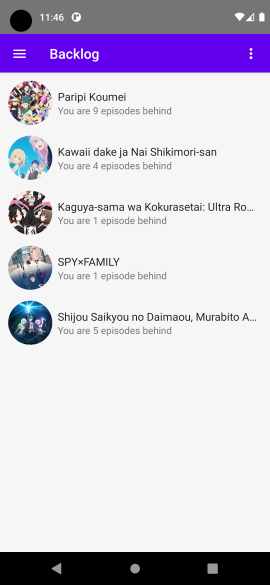 11:46
Backlog
Paripi Koumei
You are 9 episodes behind
Kawaii dake ja Nai Shikimori-san
You are 4 episodes behind
Kaguya-sama wa Kokurasetai: Ultra Ro...
You are 1 episode behind
SPY×FAMILY
You are 1 episode behind
Shijou Saikyou no Daimaou, Murabito A...
You are 5 episodes behind